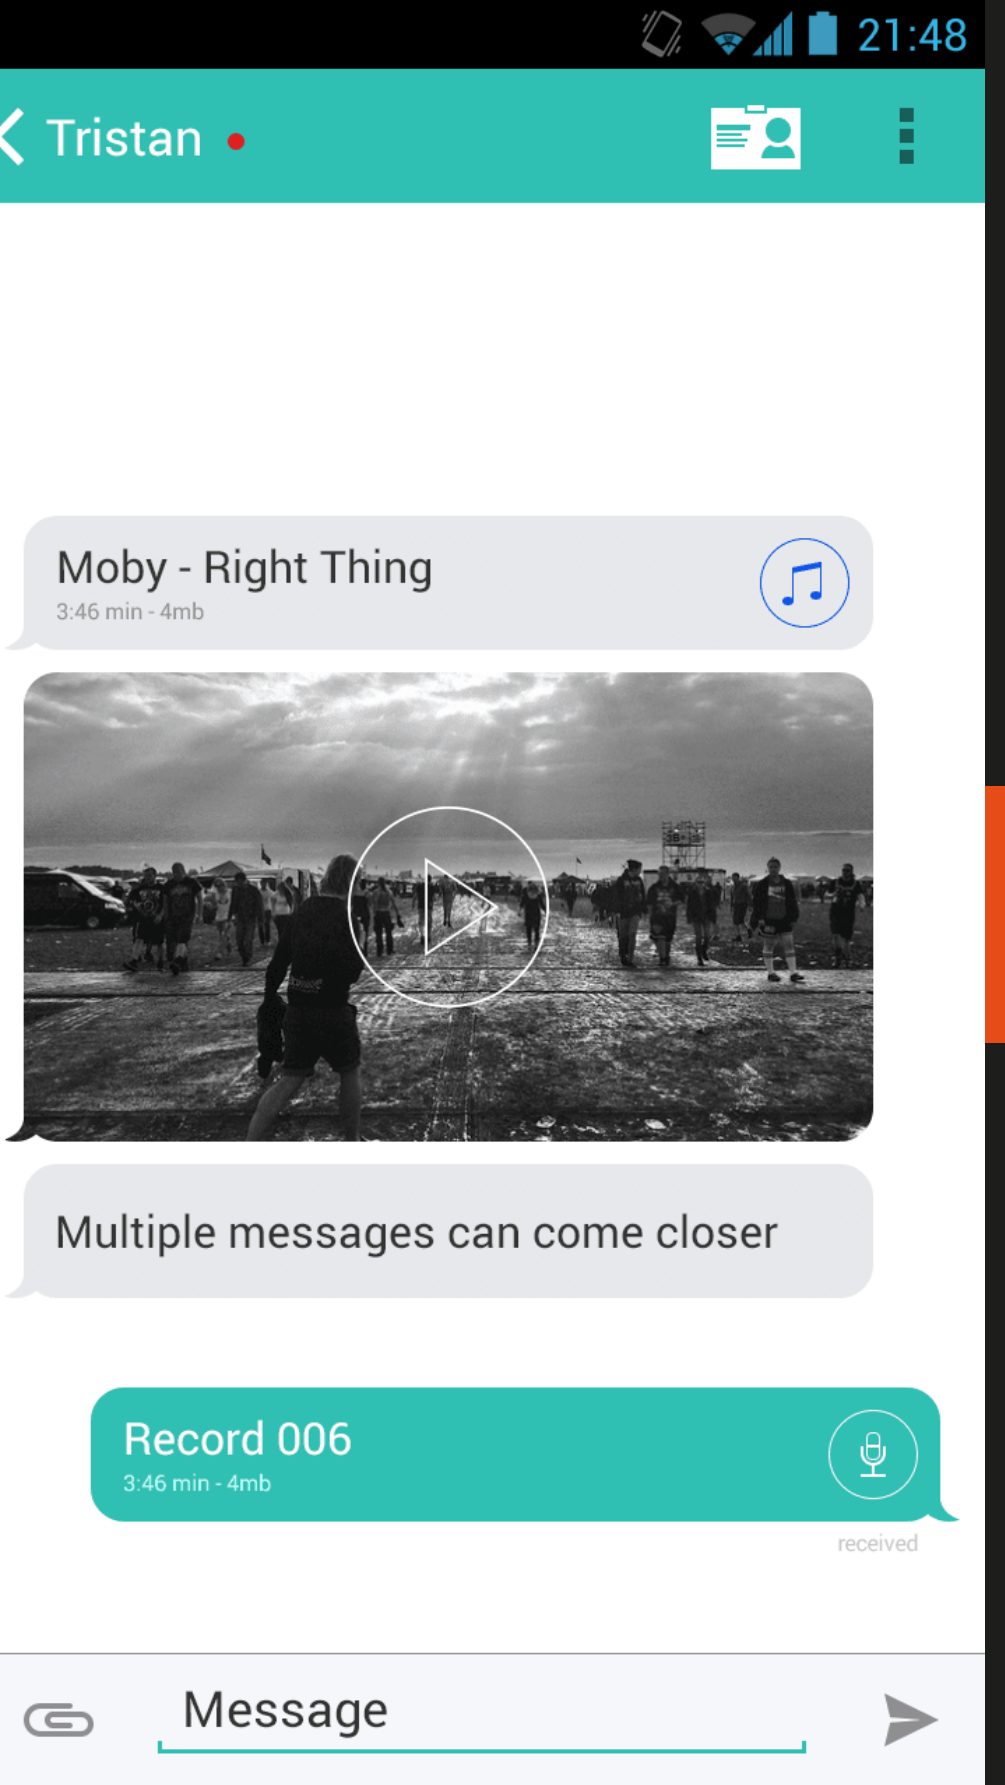 21:48
Tristan
Moby - Right Thing
3:46 min - 4mb
Multiple messages can come closer
Record 006
3:46 min - 4mb
received
Message